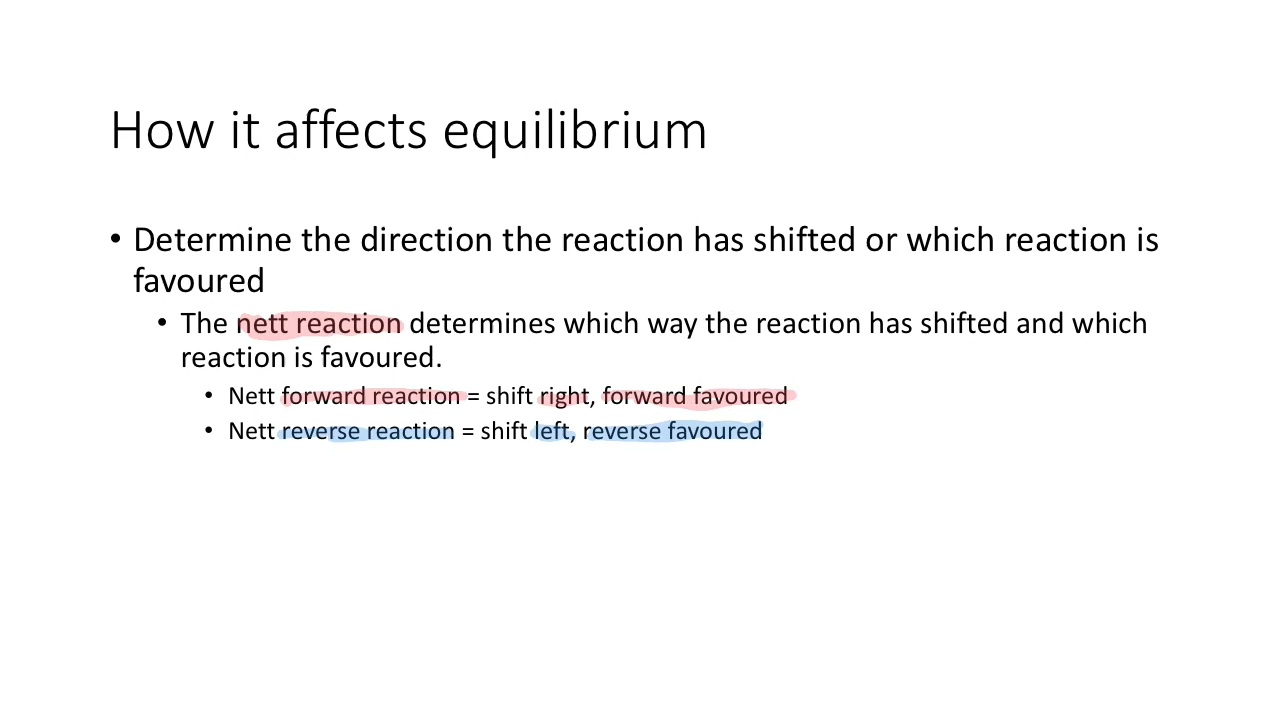 How it affects equilibrium
• Determine the direction the reaction has shifted or which reaction is
favoured
• The nett reaction determines which way the reaction has shifted and which
reaction is favoured.
• Nett forward reaction = shift right, forward favoured
• Nett reverse reaction = shift left, reverse favoured